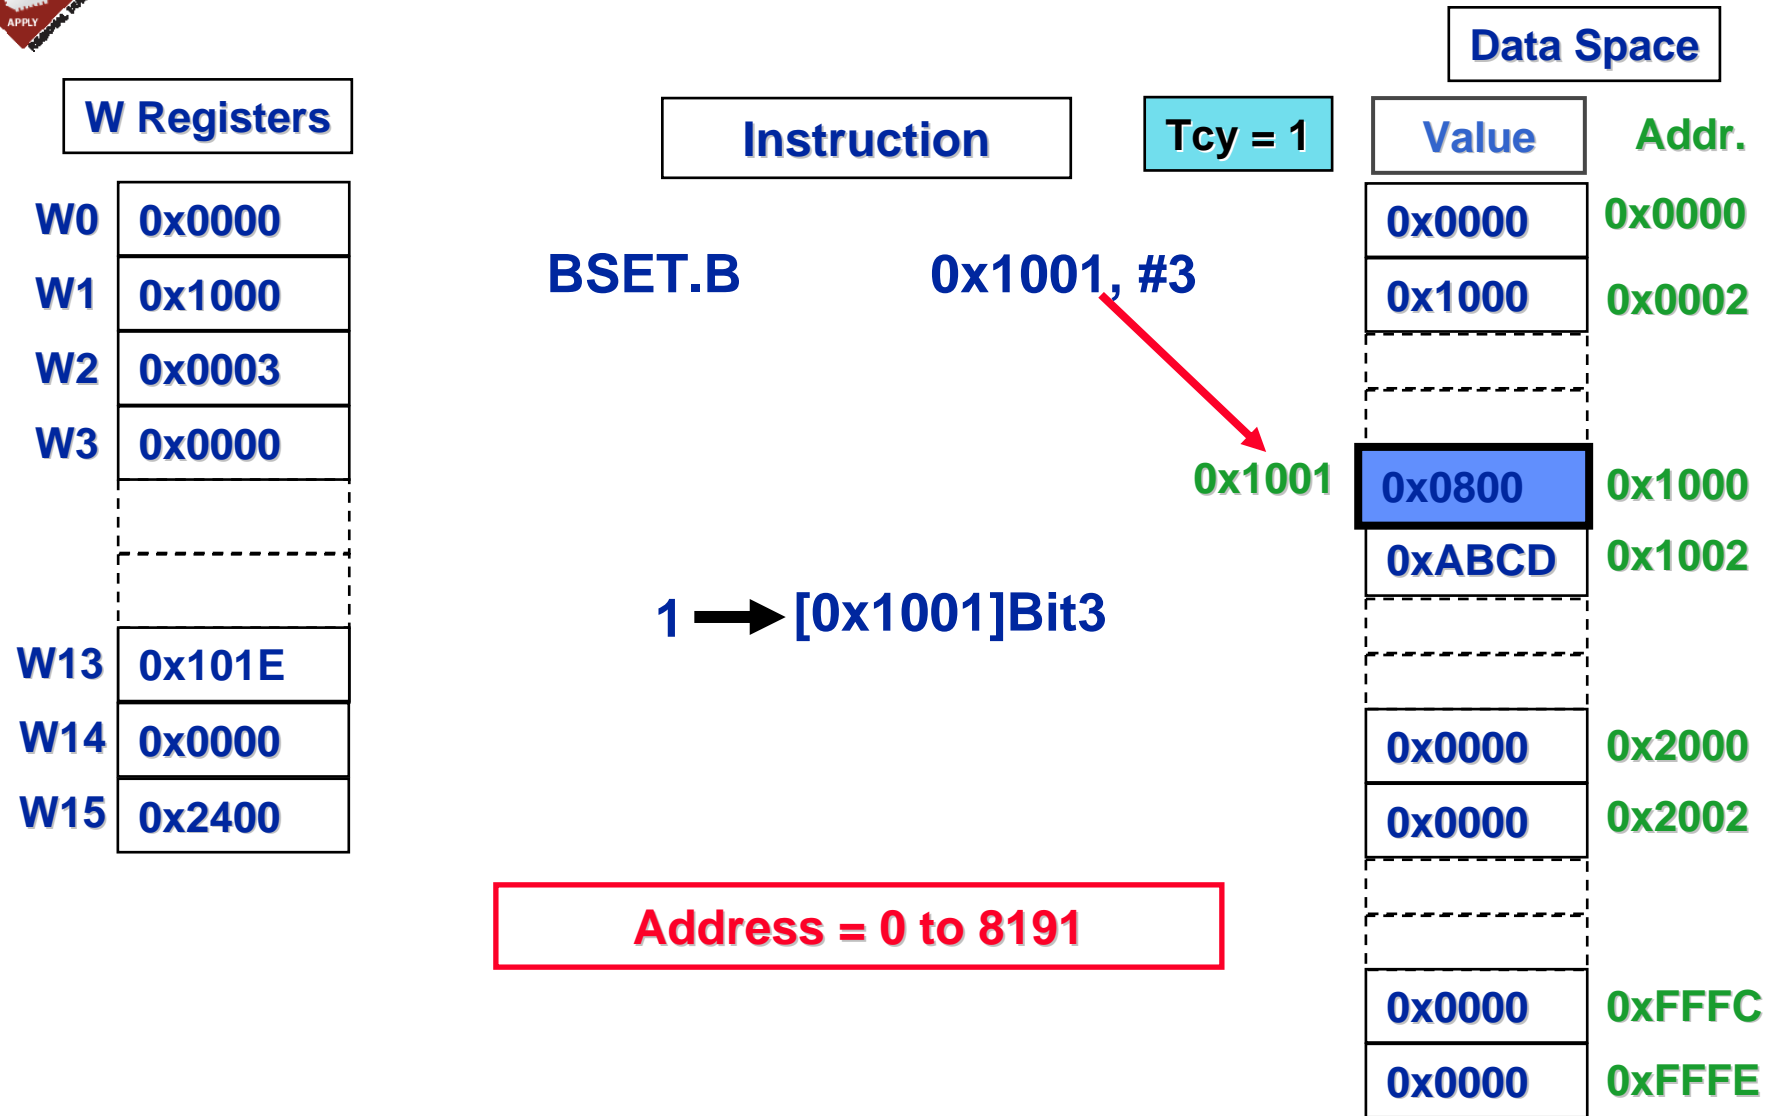 APPLY
Data Space
W Registers
Instruction
Tcy = 1
Value
Addr.
W0 0x0000
W1 0x1000
W2 0x0003
W3 0x0000
W13 0x101E
W14 0x0000
W15 0x2400
BSET.B 0x1001, #3
1 [0x1001]Bit3
Address = 0 to 8191
0x0000 0x0000
0x1000 0x0002
0x1001 0x0800 0x1000
0xABCD 0x1002
0x0000 0x2000
0x0000 0x2002
0x0000 0xFFFC
0x0000 0xFFFE